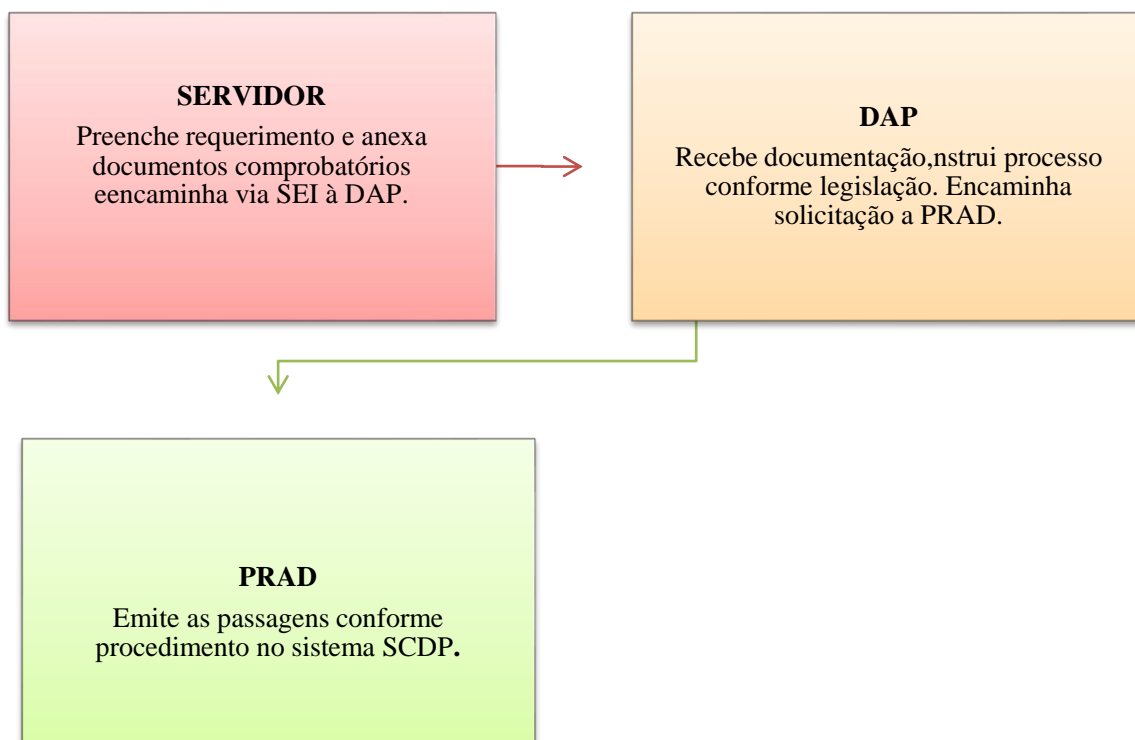 SERVIDOR
Preenche requerimento e anexa
documentos comprobatórios
eencaminha via SEI à DAP.
DAP
Recebe documentação,nstrui processo
conforme legislação. Encaminha
solicitação a PRAD.
PRAD
Emite as passagens conforme
procedimento no sistema SCDP.